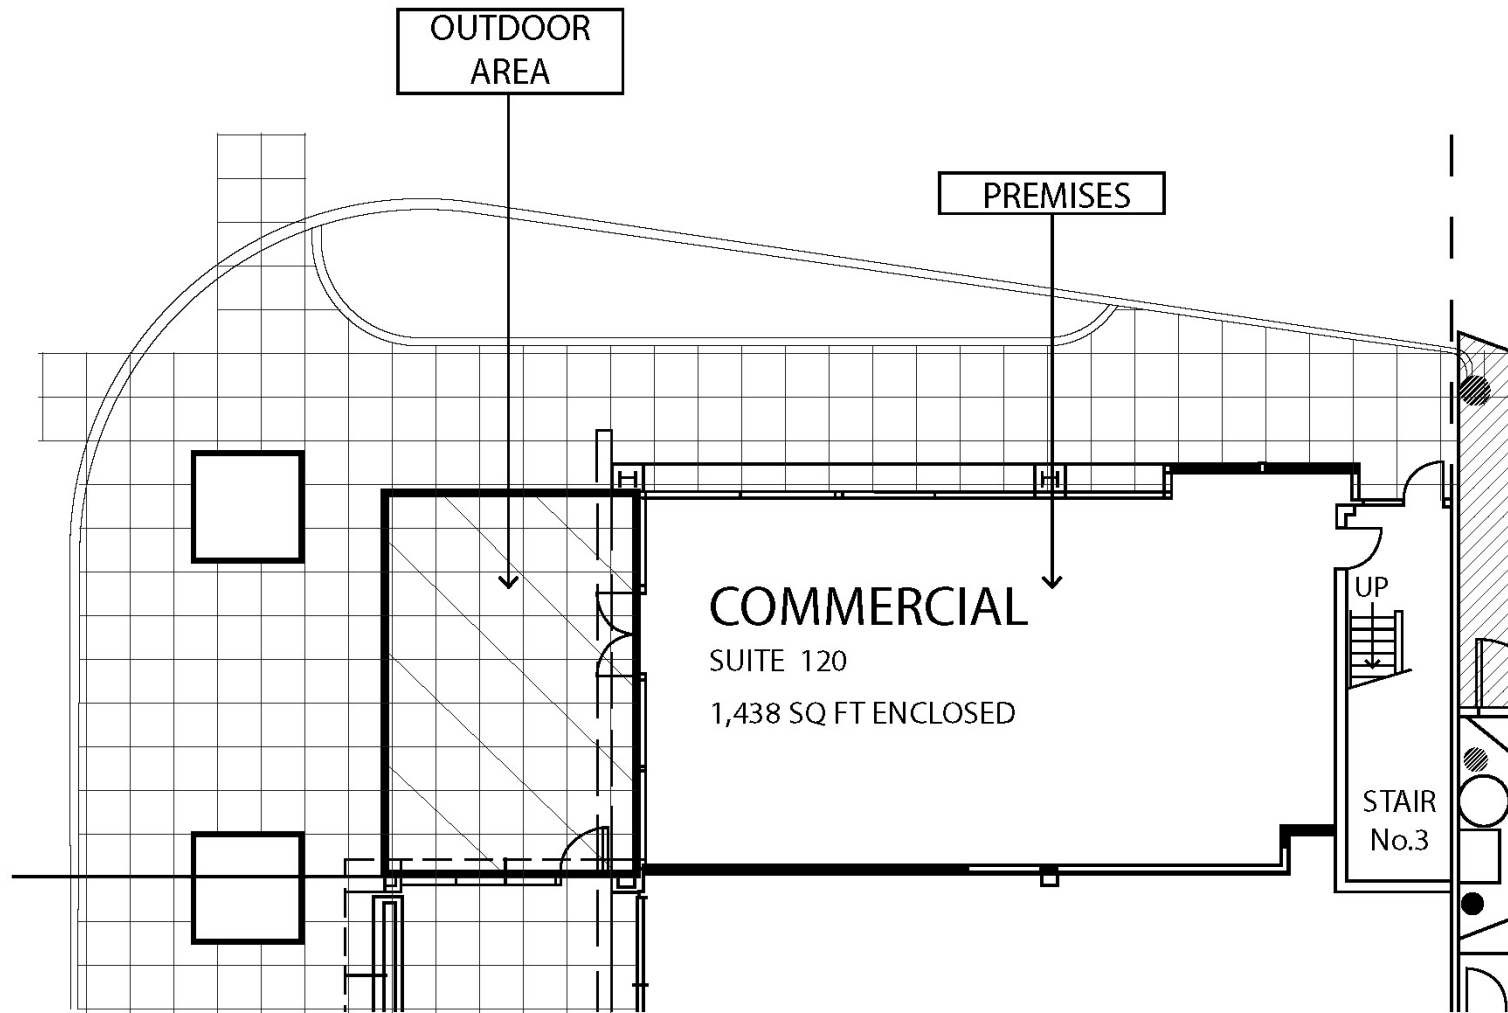 OUTDOOR
AREA
PREMISES
COMMERCIAL
SUITE 120
1,438 SQ FT ENCLOSED
UP
STAIR
No.3